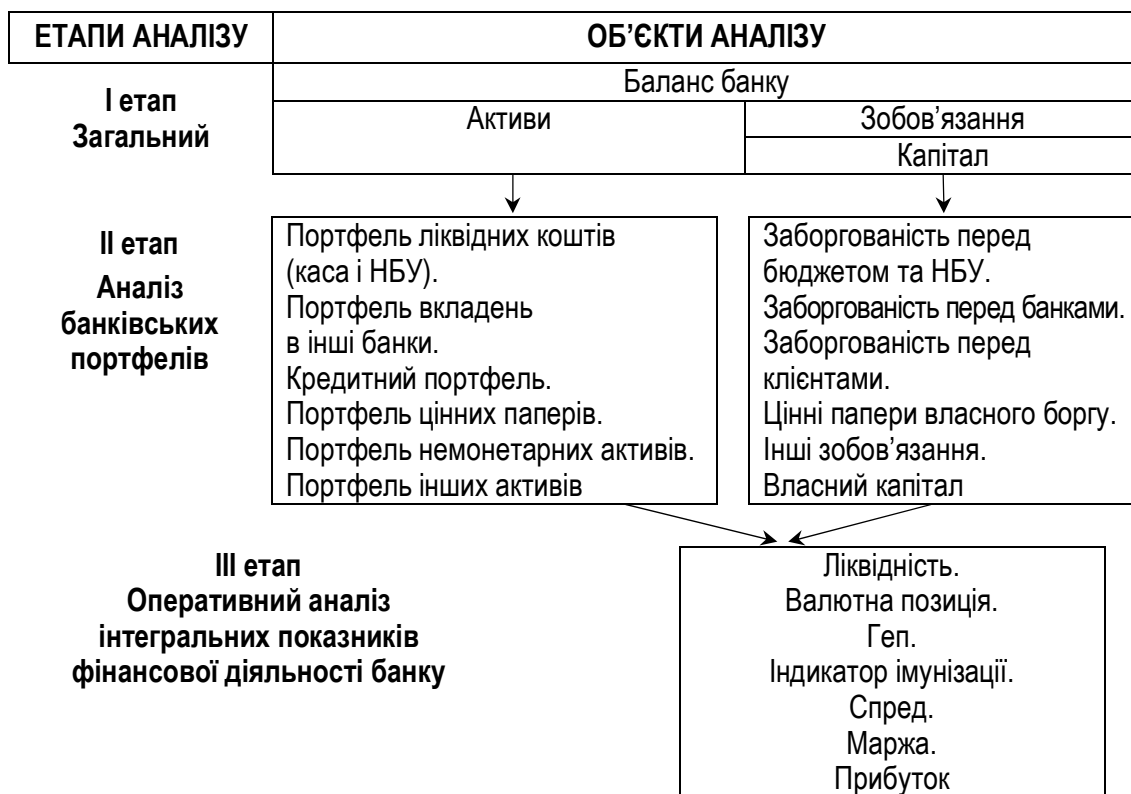 ЕТАПИ АНАЛІЗУ
ОБ’ЄКТИ АНАЛІЗУ
І етап
Загальний
Баланс банку
Активи
Зобов’язання
Капітал
ІІ етап
Аналіз
банківських
портфелів
Портфель ліквідних коштів
(каса і НБУ).
Портфель вкладень
в інші банки.
Кредитний портфель.
Портфель цінних паперів.
Портфель немонетарних активів.
Портфель інших активів
Заборгованість перед
бюджетом та НБУ.
Заборгованість перед банками.
Заборгованість перед
клієнтами.
Цінні папери власного боргу.
Інші зобов’язання.
Власний капітал
ІІІ етап
Оперативний аналіз
інтегральних показників
фінансової діяльності банку
Ліквідність.
Валютна позиція.
Геп.
Індикатор імунізації.
Спред.
Маржа.
Прибуток